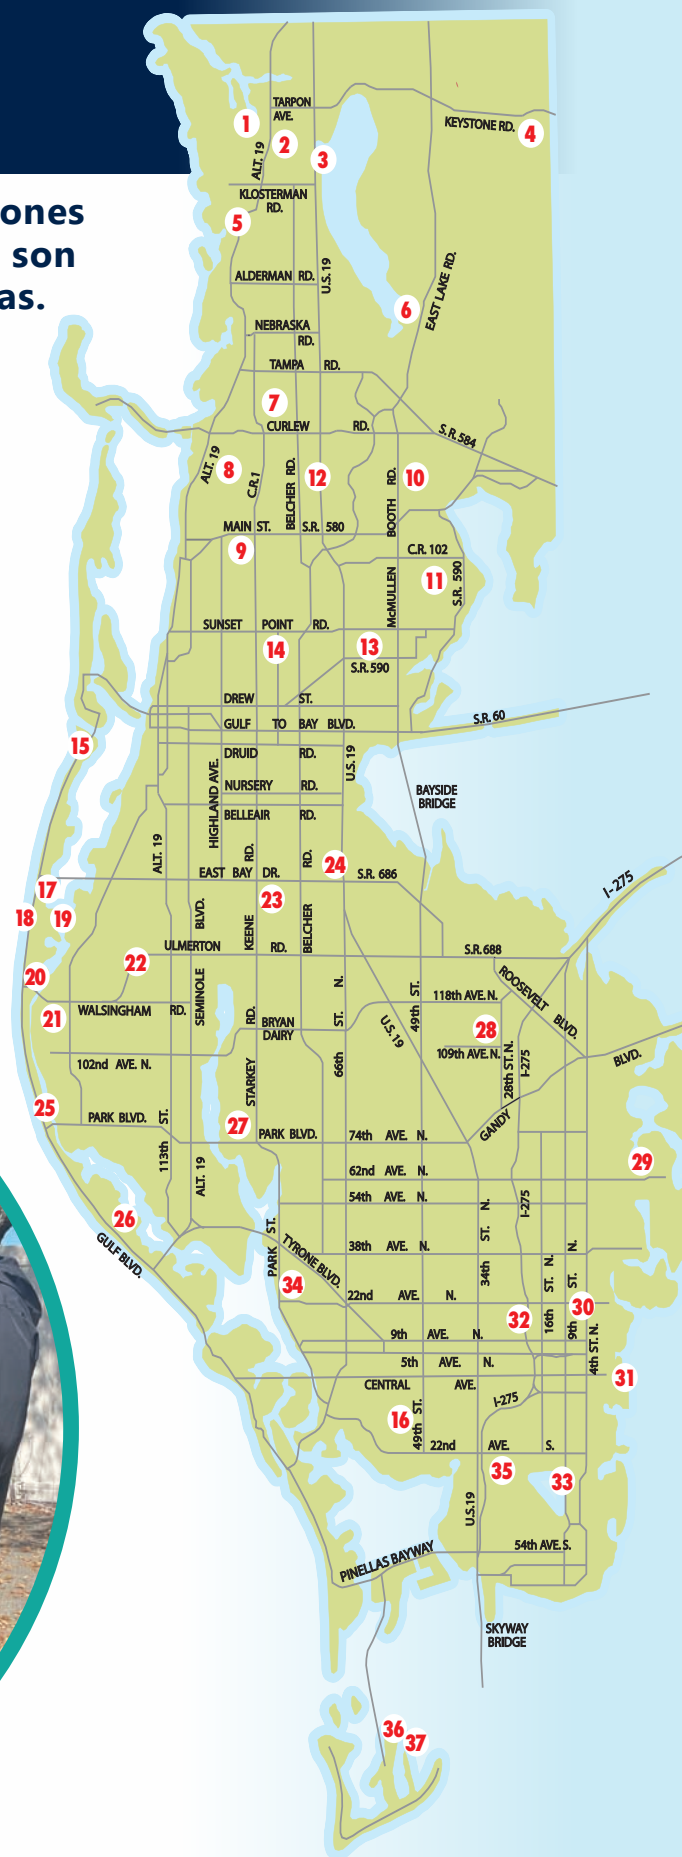 TARPON
AVE.
1
2
ALT. 19
3
KEYSTONE RD.
4
KLOSTERMAN
RD.
ones
son
as.
5
ALDERMAN RD.
U.S. 19
EAST LAKE RD.
6
NEBRASKA
RD.
TAMPA RD.
7
CURLEW RD.
S.R. 584
ALT. 19
8
C.R.1
BELCHER RD.
12
BOOTH RD.
10
MAIN ST.
S.R. 580
9
C.R. 102
11
S.R. 590
McMULLEN
SUNSET POINT RD.
14
13
S.R. 590
DREW ST.
GULF TO BAY BLVD.
S.R. 60
15
DRUID RD.
U.S. 19
HIGHLAND AVE.
NURSERY RD.
BAYSIDE
BRIDGE
BELLEAIR RD.
ALT. 19
RD.
RD.
24
EAST BAY DR.
S.R. 686
I-275
17
23
18
19
BLVD.
KEENE
BELCHER
ULMERTON RD.
S.R. 688
22
20
SEMINOLE
ROOSEVELT BLVD.
118th AVE. N.
WALSINGHAM RD.
21
RD.
BRYAN
DAIRY
66th ST. N.
U.S. 19
49th ST.
28
109th AVE. N.
28th ST. N.
I-275
BLVD.
102nd AVE. N.
STARKEY
25
PARK BLVD.
113th ST.
27
PARK BLVD.
74th AVE. N.
GANDY
29
62nd AVE. N.
ALT. 19
54th AVE. N.
I-275
26
GULF BLVD.
PARK ST.
TYRONE BLVD.
38th AVE. N.
34th ST. N.
16th ST. N.
9th ST. N.
34
22nd AVE. N.
32
30
9th AVE. N.
4th ST. N.
5th AVE. N.
31
CENTRAL AVE.
I-275
16
49th ST.
22nd AVE. S.
35
33
U.S.19
54th AVE. S.
PINELLAS BAYWAY
SKYWAY
BRIDGE
36
37